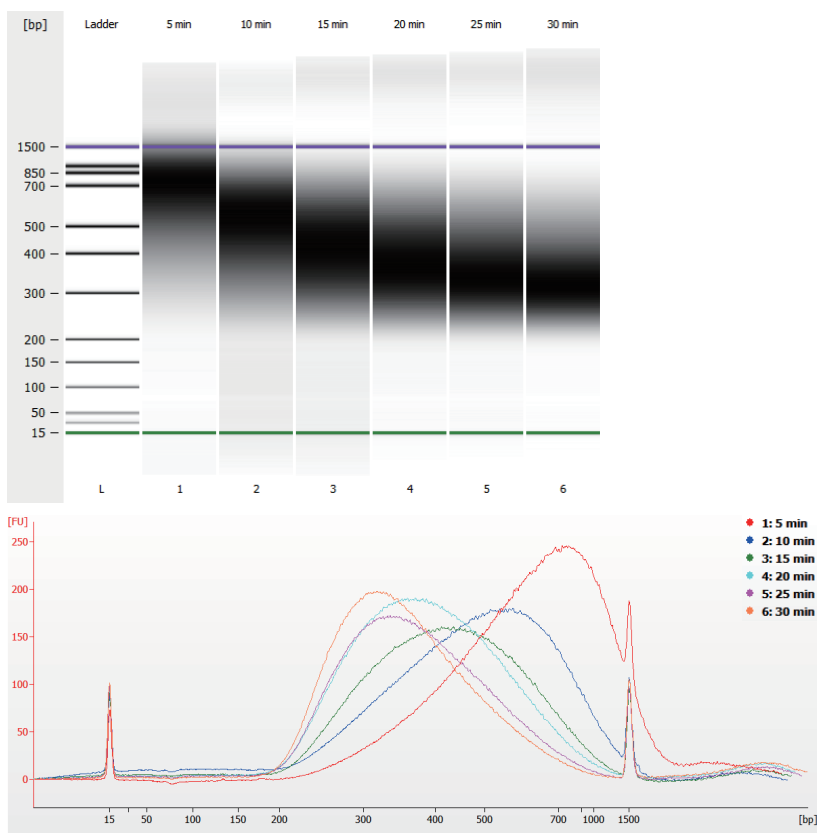 [bp] Ladder 5 min 10 min 15 min 20 min 25 min 30 min
1500
850
700
500
400
300
200
150
100
50
15
L 1 2 3 4 5 6
[FU]
250
200
150
100
50
0
1: 5 min
2: 10 min
3: 15 min
4: 20 min
5: 25 min
6: 30 min
15 50 100 150 200 300 400 500 700 1000 1500 [bp]